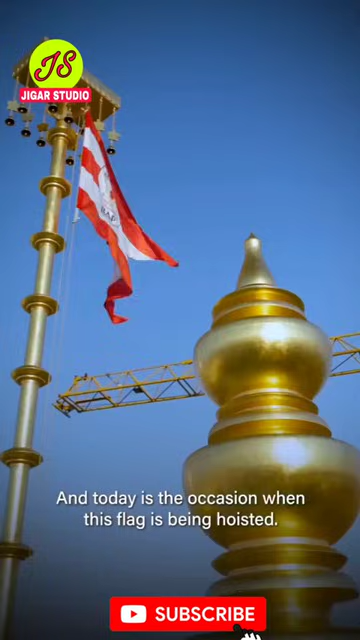 JS
JIGAR STUDIO
And today is the occasion when
this flag is being hoisted.
SUBSCRIBE